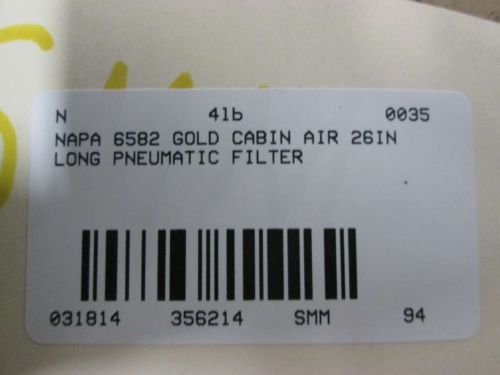 N 4lb 0035
NAPA 6582 GOLD CABIN AIR 26IN
LONG PNEUMATIC FILTER
031814 356214 SMM 94